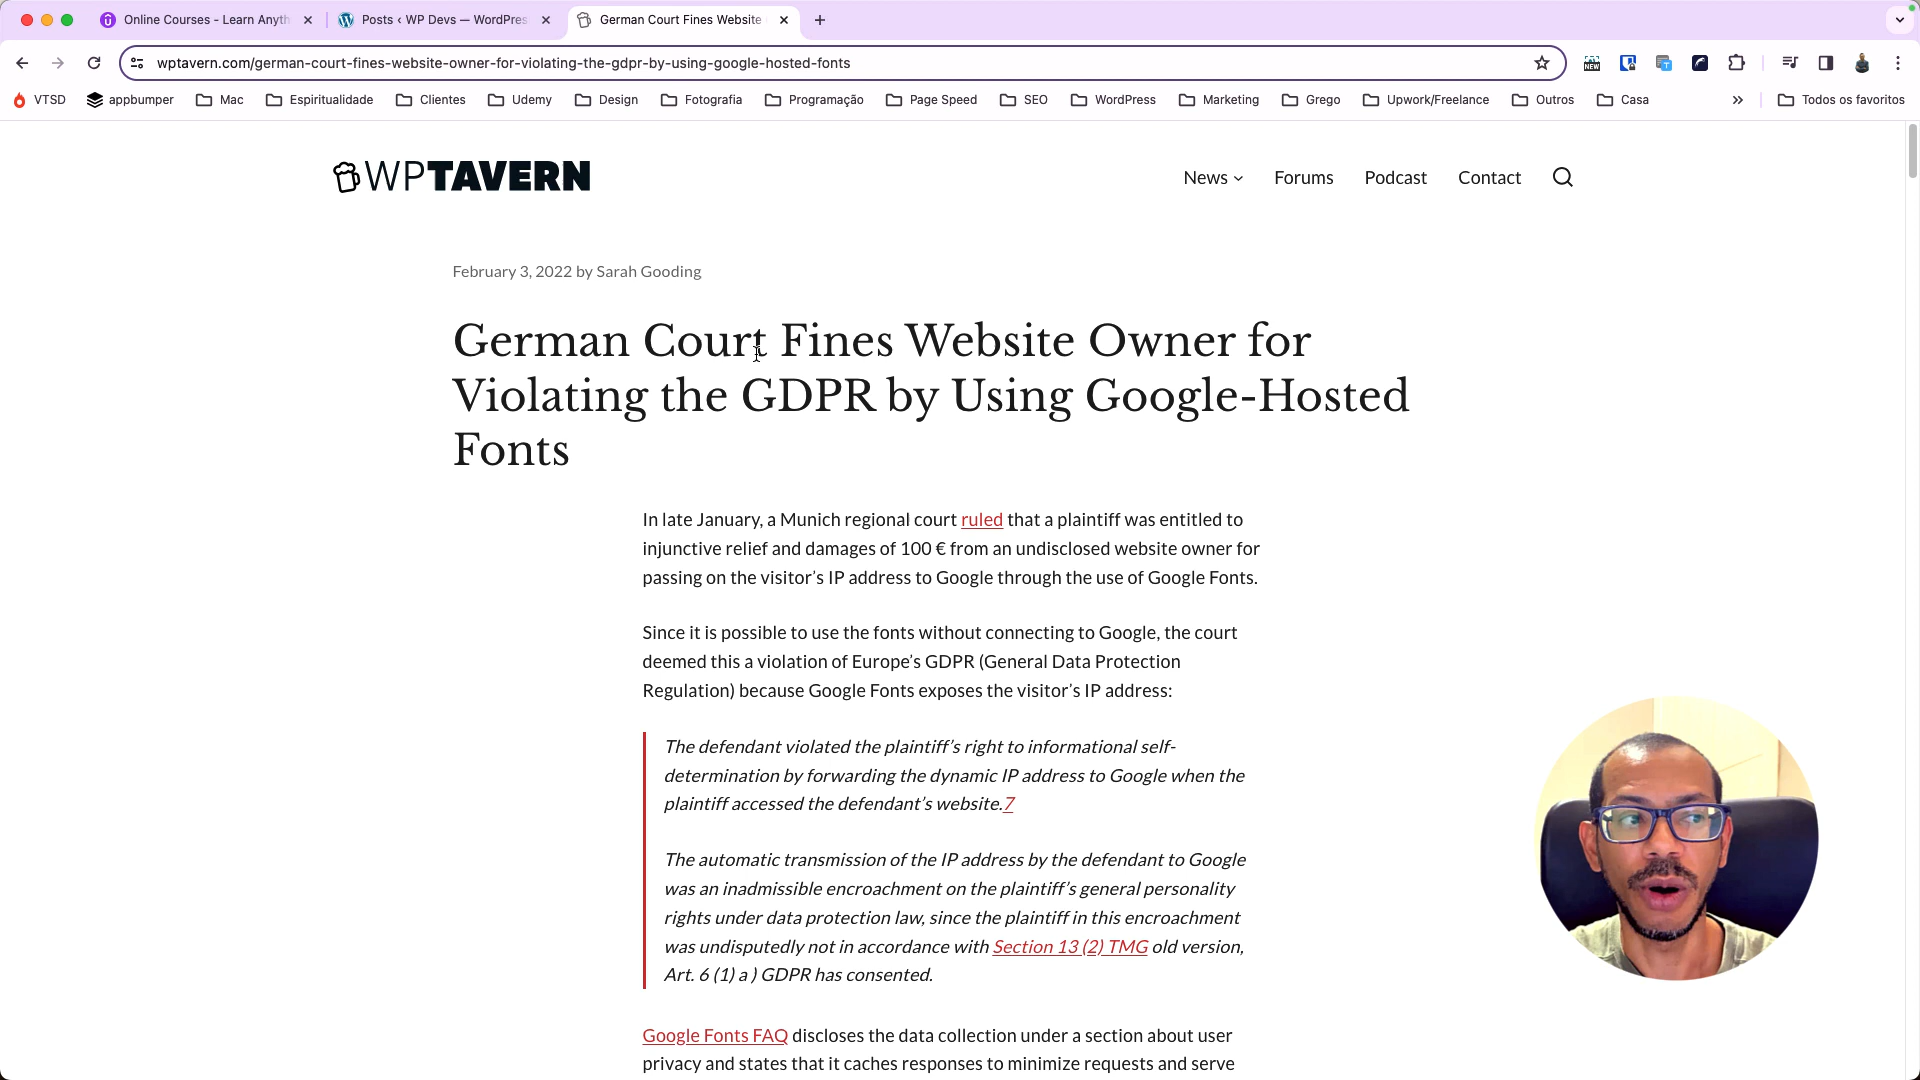 Online Courses - Learn Anyth
Posts ‹ WP Devs — WordPres
German Court Fines Website
wptavern.com/german-court-fines-website-owner-for-violating-the-gdpr-by-using-google-hosted-fonts
NEW
VTSD
appbumper
Mac
Espiritualidade
Clientes
Udemy
Design
Fotografia
Programação
Page Speed
SEO
WordPress
Marketing
Grego
Upwork/Freelance
Outros
Casa
Todos os favoritos
WPTAVERN
News
Forums
Podcast
Contact
February 3, 2022 by Sarah Gooding
German Court Fines Website Owner for
Violating the GDPR by Using Google-Hosted
Fonts
In late January, a Munich regional court ruled that a plaintiff was entitled to
injunctive relief and damages of 100 € from an undisclosed website owner for
passing on the visitor’s IP address to Google through the use of Google Fonts.
Since it is possible to use the fonts without connecting to Google, the court
deemed this a violation of Europe’s GDPR (General Data Protection
Regulation) because Google Fonts exposes the visitor’s IP address:
The defendant violated the plaintiff’s right to informational self-
determination by forwarding the dynamic IP address to Google when the
plaintiff accessed the defendant’s website.7
The automatic transmission of the IP address by the defendant to Google
was an inadmissible encroachment on the plaintiff’s general personality
rights under data protection law, since the plaintiff in this encroachment
was undisputedly not in accordance with Section 13 (2) TMG old version,
Art. 6 (1) a ) GDPR has consented.
Google Fonts FAQ discloses the data collection under a section about user
privacy and states that it caches responses to minimize requests and serve